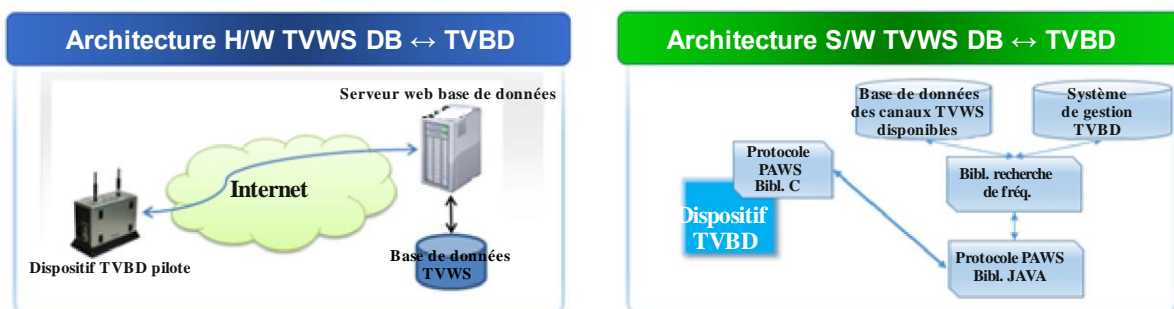 Architecture H/W TVWS DB ↔ TVBD
Serveur web base de données
Internet
Dispositif TVBD pilote
Base de données
TVWS
Architecture S/W TVWS DB ↔ TVBD
Base de données
des canaux TVWS
disponibles
Système
de gestion
TVBD
Protocole
PAWS
Bibl. C
Bibl. recherche
de fréq.
Dispositif
TVBD
Protocole PAWS
Bibl. JAVA